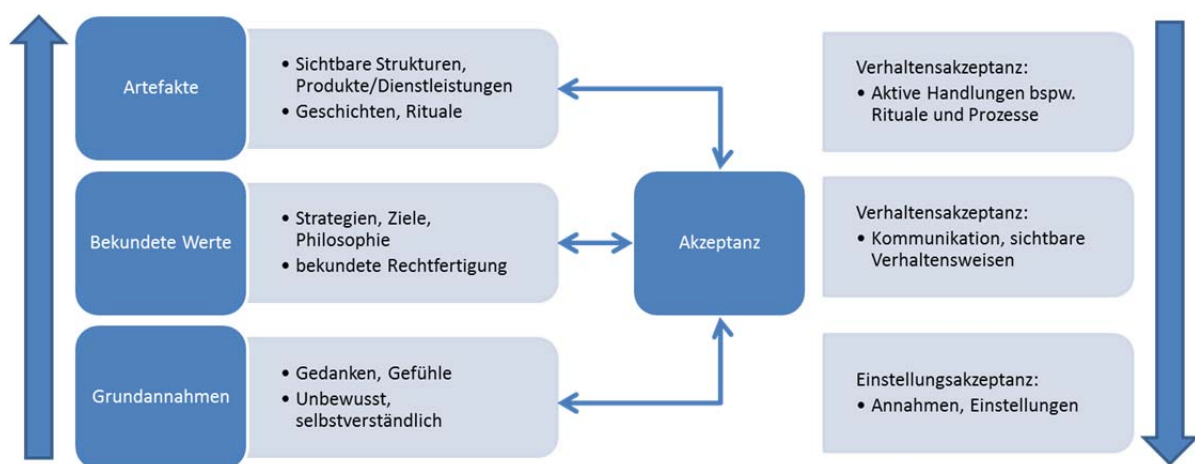 Artefakte
• Sichtbare Strukturen,
Produkte/Dienstleistungen
• Geschichten, Rituale
Verhaltensakzeptanz:
• Aktive Handlungen bspw.
Rituale und Prozesse
Bekundete Werte
• Strategien, Ziele,
Philosophie
• bekundete Rechtfertigung
Akzeptanz
Verhaltensakzeptanz:
• Kommunikation, sichtbare
Verhaltensweisen
Grundannahmen
• Gedanken, Gefühle
• Unbewusst,
selbstverständlich
Einstellungsakzeptanz:
• Annahmen, Einstellungen